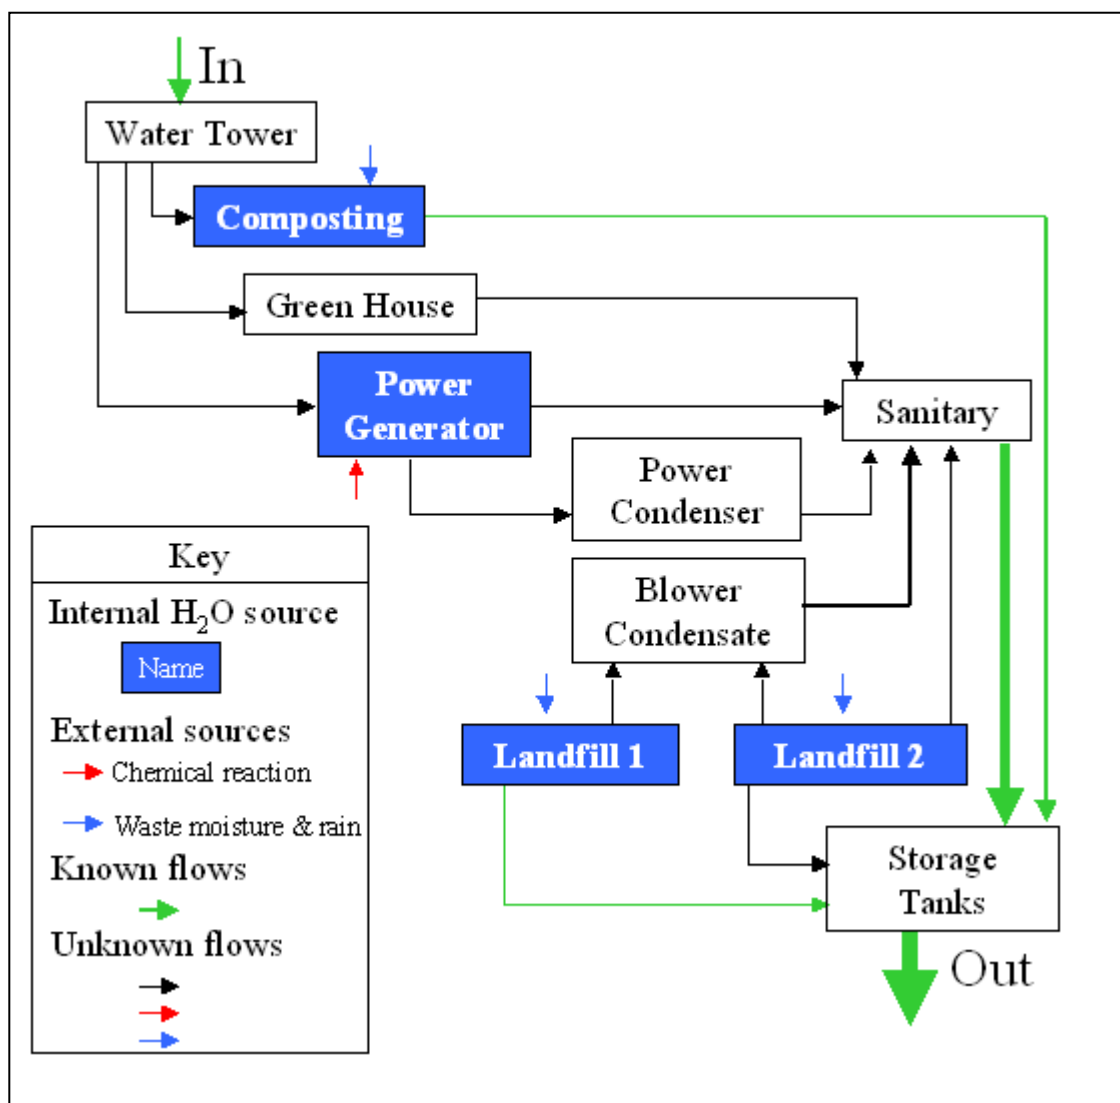 In
Water Tower
Composting
Green House
Power
Generator
Sanitary
Power
Condenser
Blower
Condensate
Landfill 1
Landfill 2
Storage
Tanks
Out
Key
Internal H₂O source
Name
External sources
Chemical reaction
Waste moisture & rain
Known flows
Unknown flows